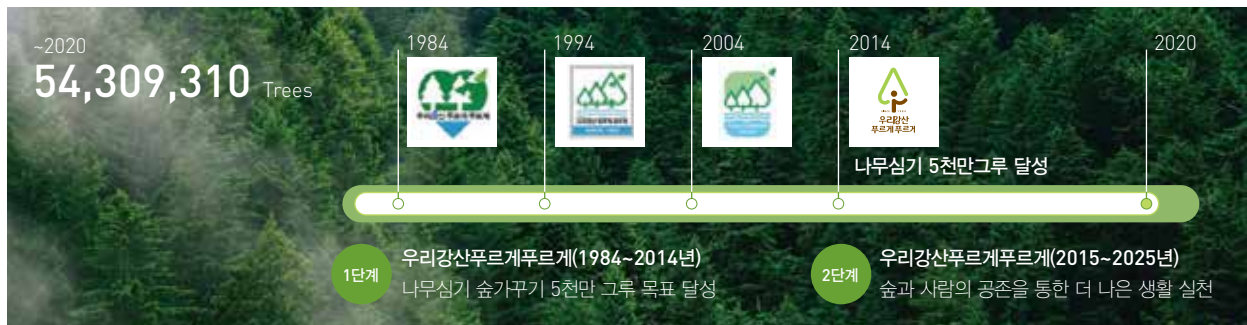 ~2020
54,309,310 Trees
1984
1994
2004
2014
2020
우리강산
푸르게 푸르게
나무심기 5천만그루 달성
1단계
우리강산푸르게푸르게(1984~2014년)
나무심기 숲가꾸기 5천만 그루 목표 달성
2단계
우리강산푸르게푸르게(2015~2025년)
숲과 사람의 공존을 통한 더 나은 생활 실천